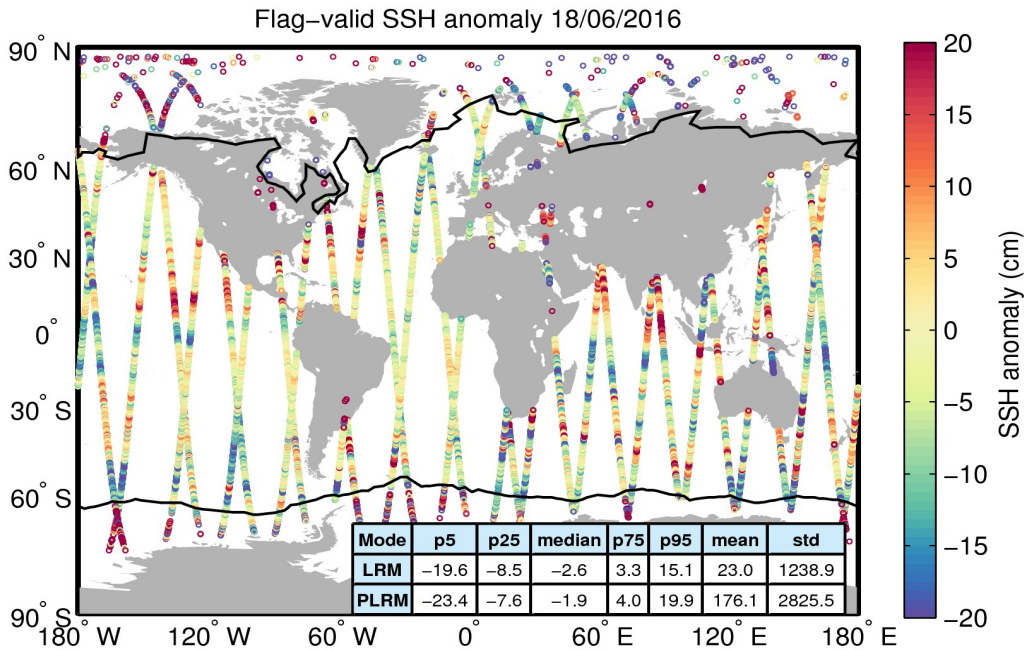 Flag−valid SSH anomaly 18/06/2016
90° N
60° N
30° N
0°
30° S
60° S
90° S
180° W
120° W
60° W
0°
60° E
120° E
180° E
Mode p5 p25 median p75 p95 mean std
LRM −19.6 −8.5 −2.6 3.3 15.1 23.0 1238.9
PLRM −23.4 −7.6 −1.9 4.0 19.9 176.1 2825.5
20
15
10
5
0
−5
−10
−15
−20
SSH anomaly (cm)